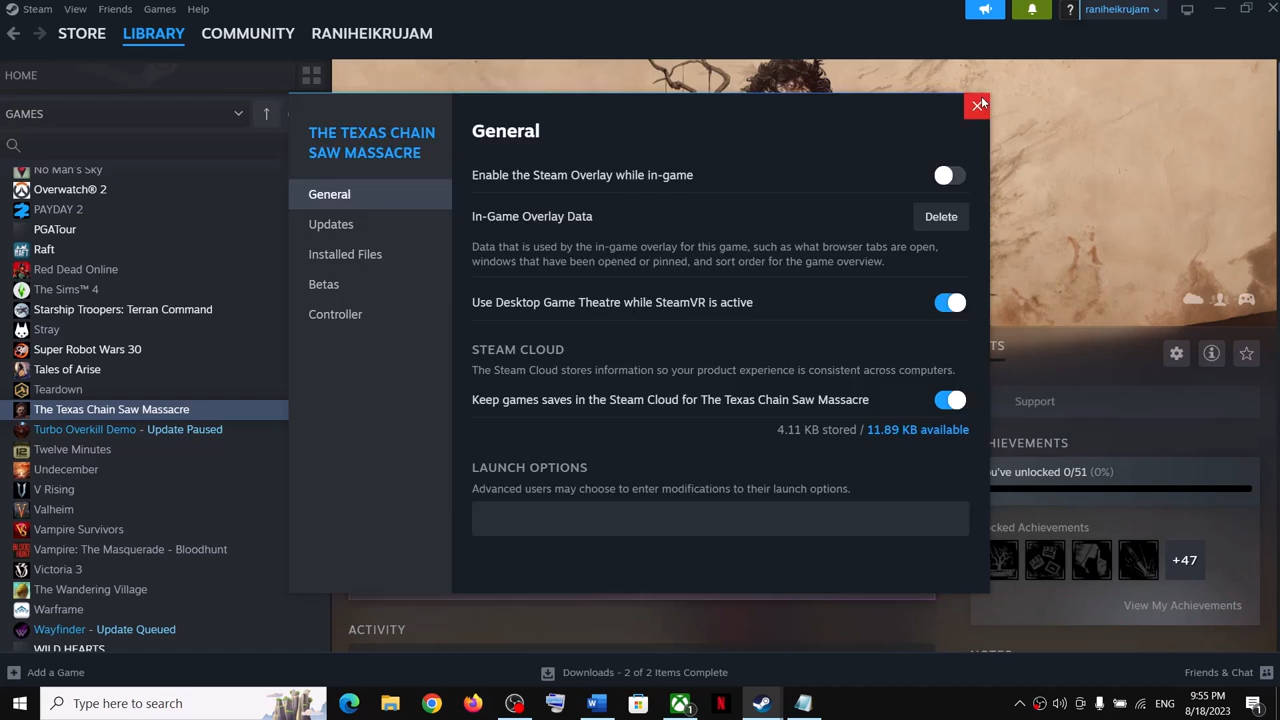 Steam View Friends Games Help
raniheikrujam
STORE LIBRARY COMMUNITY RANIHEIKRUJAM
HOME
GAMES
No Man's Sky
Overwatch® 2
PAYDAY 2
PGATour
Raft
Red Dead Online
The Sims™ 4
Starship Troopers: Terran Command
Stray
Super Robot Wars 30
Tales of Arise
Teardown
The Texas Chain Saw Massacre
Turbo Overkill Demo - Update Paused
Twelve Minutes
Undecember
V Rising
Valheim
Vampire Survivors
Vampire: The Masquerade - Bloodhunt
Victoria 3
The Wandering Village
Warframe
Wayfinder - Update Queued
WILD HEARTS
THE TEXAS CHAIN
SAW MASSACRE
General
Updates
Installed Files
Betas
Controller
General
Enable the Steam Overlay while in-game
In-Game Overlay Data
Delete
Data that is used by the in-game overlay for this game, such as what browser tabs are open,
windows that have been opened or pinned, and sort order for the game overview.
Use Desktop Game Theatre while SteamVR is active
STEAM CLOUD
The Steam Cloud stores information so your product experience is consistent across computers.
Keep games saves in the Steam Cloud for The Texas Chain Saw Massacre
4.11 KB stored / 11.89 KB available
LAUNCH OPTIONS
Advanced users may choose to enter modifications to their launch options.
TS
Support
CHIEVEMENTS
ou've unlocked 0/51 (0%)
cked Achievements
+47
View My Achievements
ACTIVITY
Add a Game
Downloads - 2 of 2 Items Complete
Friends & Chat
Type here to search
1
ENG
9:55 PM
8/18/2023
1